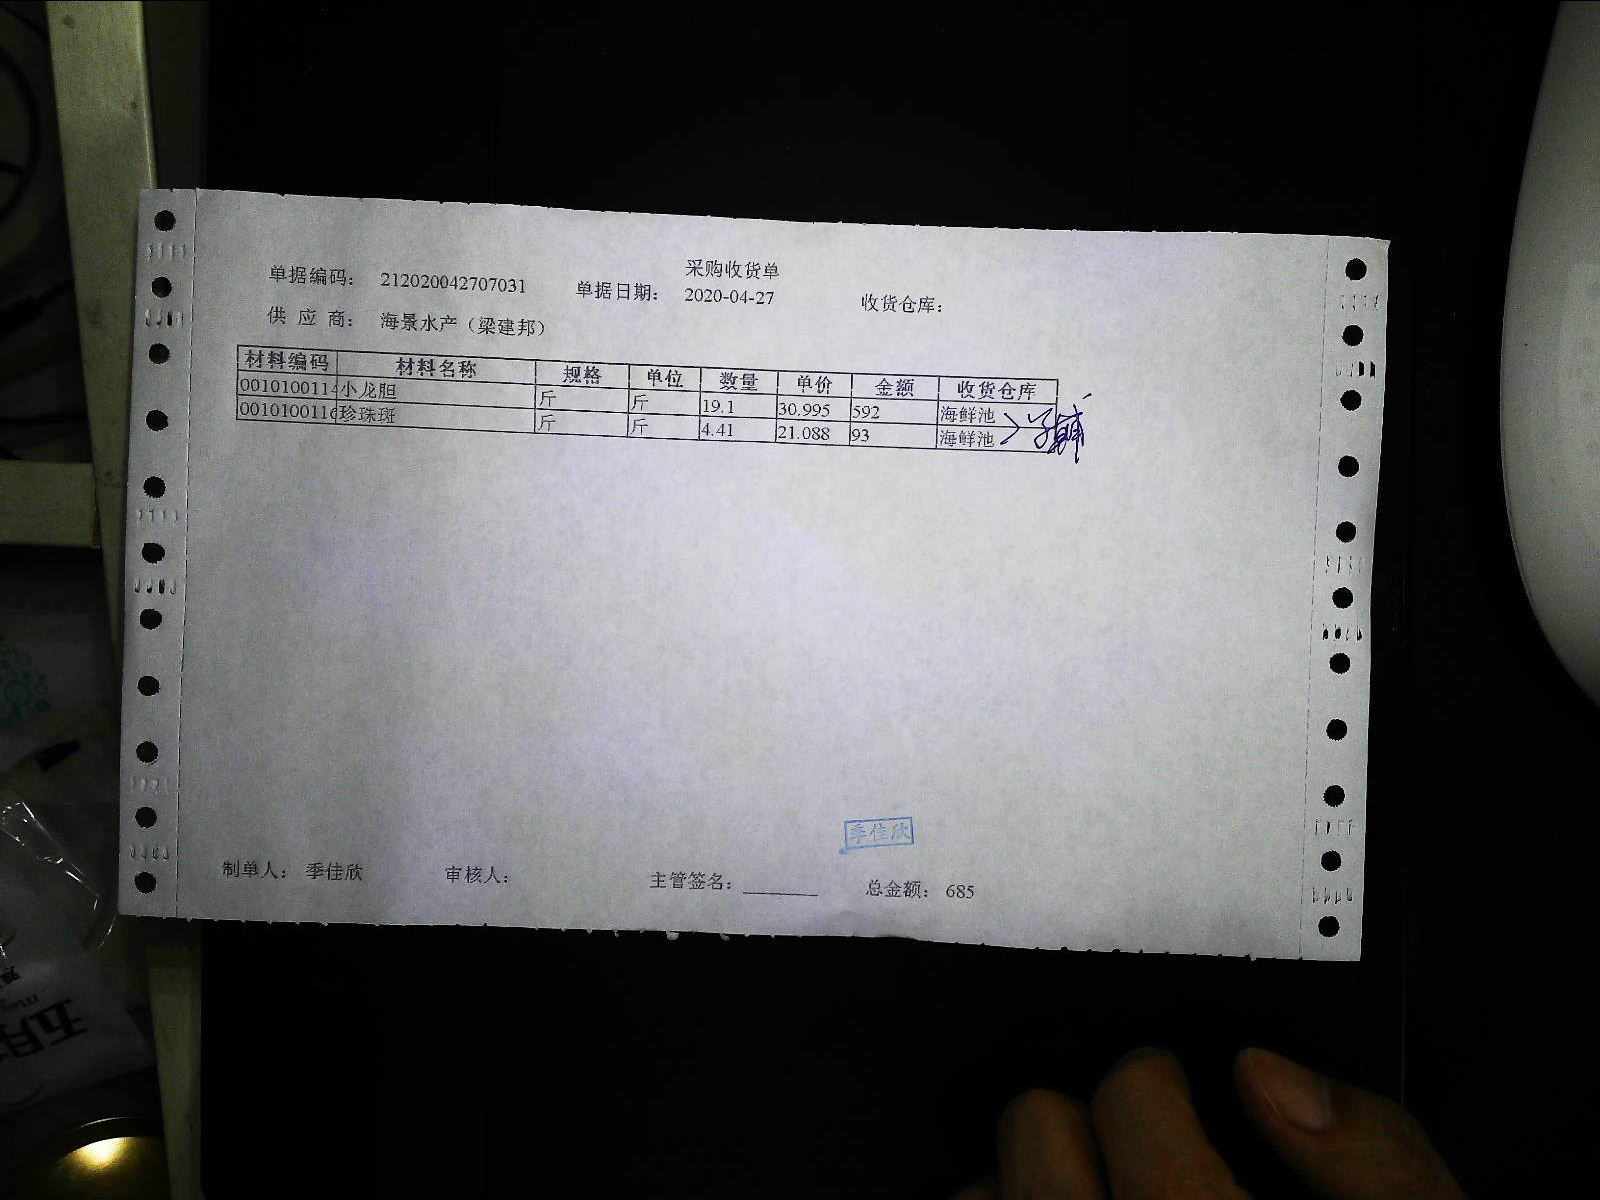 采购收货单
单据编码: 212020042707031 单据日期: 2020-04-27 收货仓库:
供 应 商: 海景水产（梁建邦）
材料编码 材料名称 规格 单位 数量 单价 金额 收货仓库
0010100114 小龙胆 斤 斤 19.1 30.995 592 海鲜池
001010011 珍珠斑 斤 斤 4.41 21.088 93 海鲜池
季佳欣
制单人: 季佳欣 审核人: 主管签名: 总金额: 685